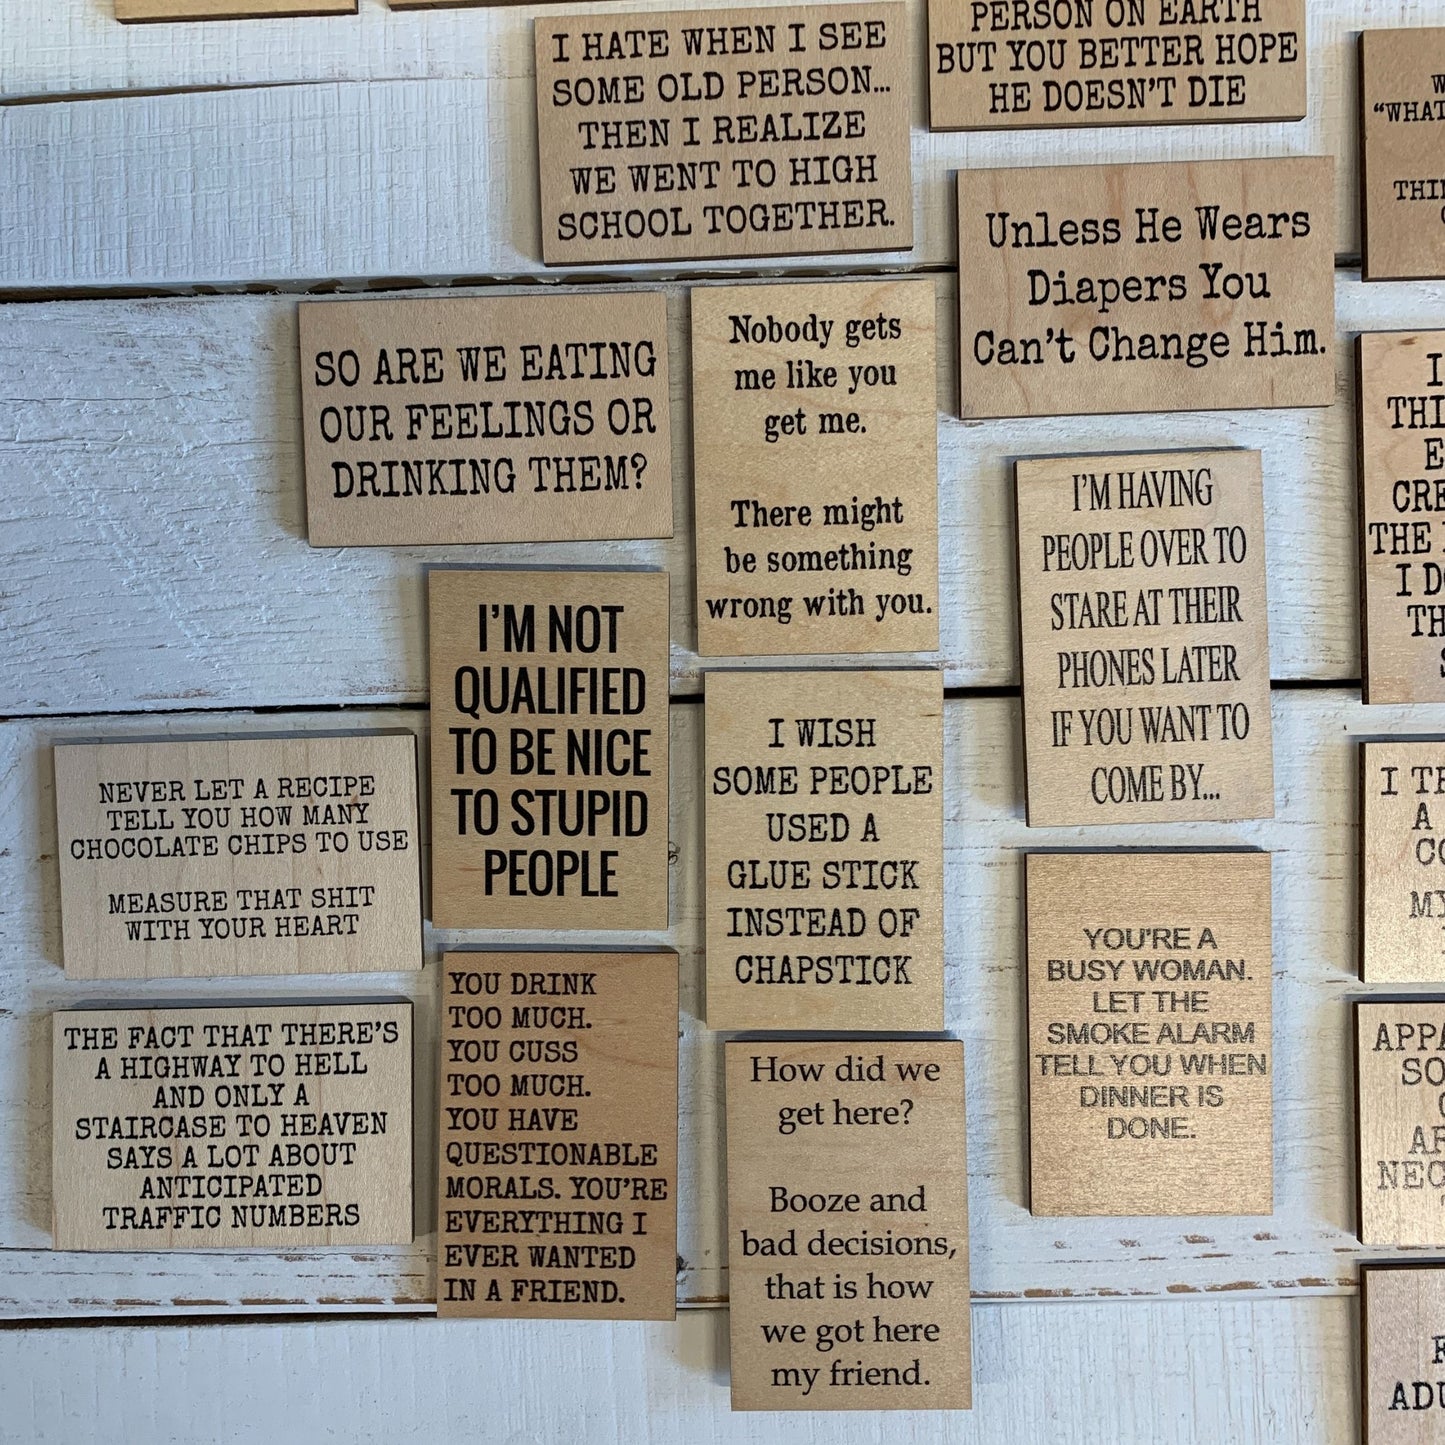 I HATE WHEN I SEE
SOME OLD PERSON...
THEN I REALIZE
WE WENT TO HIGH
SCHOOL TOGETHER.
PERSON ON EARTH
BUT YOU BETTER HOPE
HE DOESN'T DIE
"WHAT
Unless He Wears
Diapers You
Can't Change Him.
SO ARE WE EATING
OUR FEELINGS OR
DRINKING THEM?
Nobody gets
me like you
get me.
There might
be something
wrong with you.
I'M HAVING
PEOPLE OVER TO
STARE AT THEIR
PHONES LATER
IF YOU WANT TO
COME BY...
I
THE
I
I'M NOT
QUALIFIED
TO BE NICE
TO STUPID
PEOPLE
NEVER LET A RECIPE
TELL YOU HOW MANY
CHOCOLATE CHIPS TO USE
MEASURE THAT SHIT
WITH YOUR HEART
I WISH
SOME PEOPLE
USED A
GLUE STICK
INSTEAD OF
CHAPSTICK
YOU'RE A
BUSY WOMAN.
LET THE
SMOKE ALARM
TELL YOU WHEN
DINNER IS
DONE.
I
A
MY
THE FACT THAT THERE'S
A HIGHWAY TO HELL
AND ONLY A
STAIRCASE TO HEAVEN
SAYS A LOT ABOUT
ANTICIPATED
TRAFFIC NUMBERS
YOU DRINK
TOO MUCH.
YOU CUSS
TOO MUCH.
YOU HAVE
QUESTIONABLE
MORALS. YOU'RE
EVERYTHING I
EVER WANTED
IN A FRIEND.
How did we
get here?
Booze and
bad decisions,
that is how
we got here
my friend.